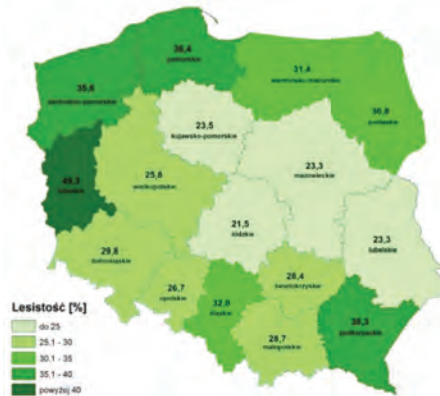 36,4
pomorskie
35,6
zachodnio-pomorskie
31,4
warmińsko-mazurskie
30,8
podlaskie
23,5
kujawsko-pomorskie
23,3
mazowieckie
49,3
lubuskie
25,8
wielkopolskie
21,5
łódzkie
23,3
lubelskie
29,8
dolnośląskie
26,7
opolskie
32,0
śląskie
28,4
świętokrzyskie
28,7
małopolskie
38,3
podkarpackie
Lesistość [%]
do 25
25,1 - 30
30,1 - 35
35,1 - 40
powyżej 40